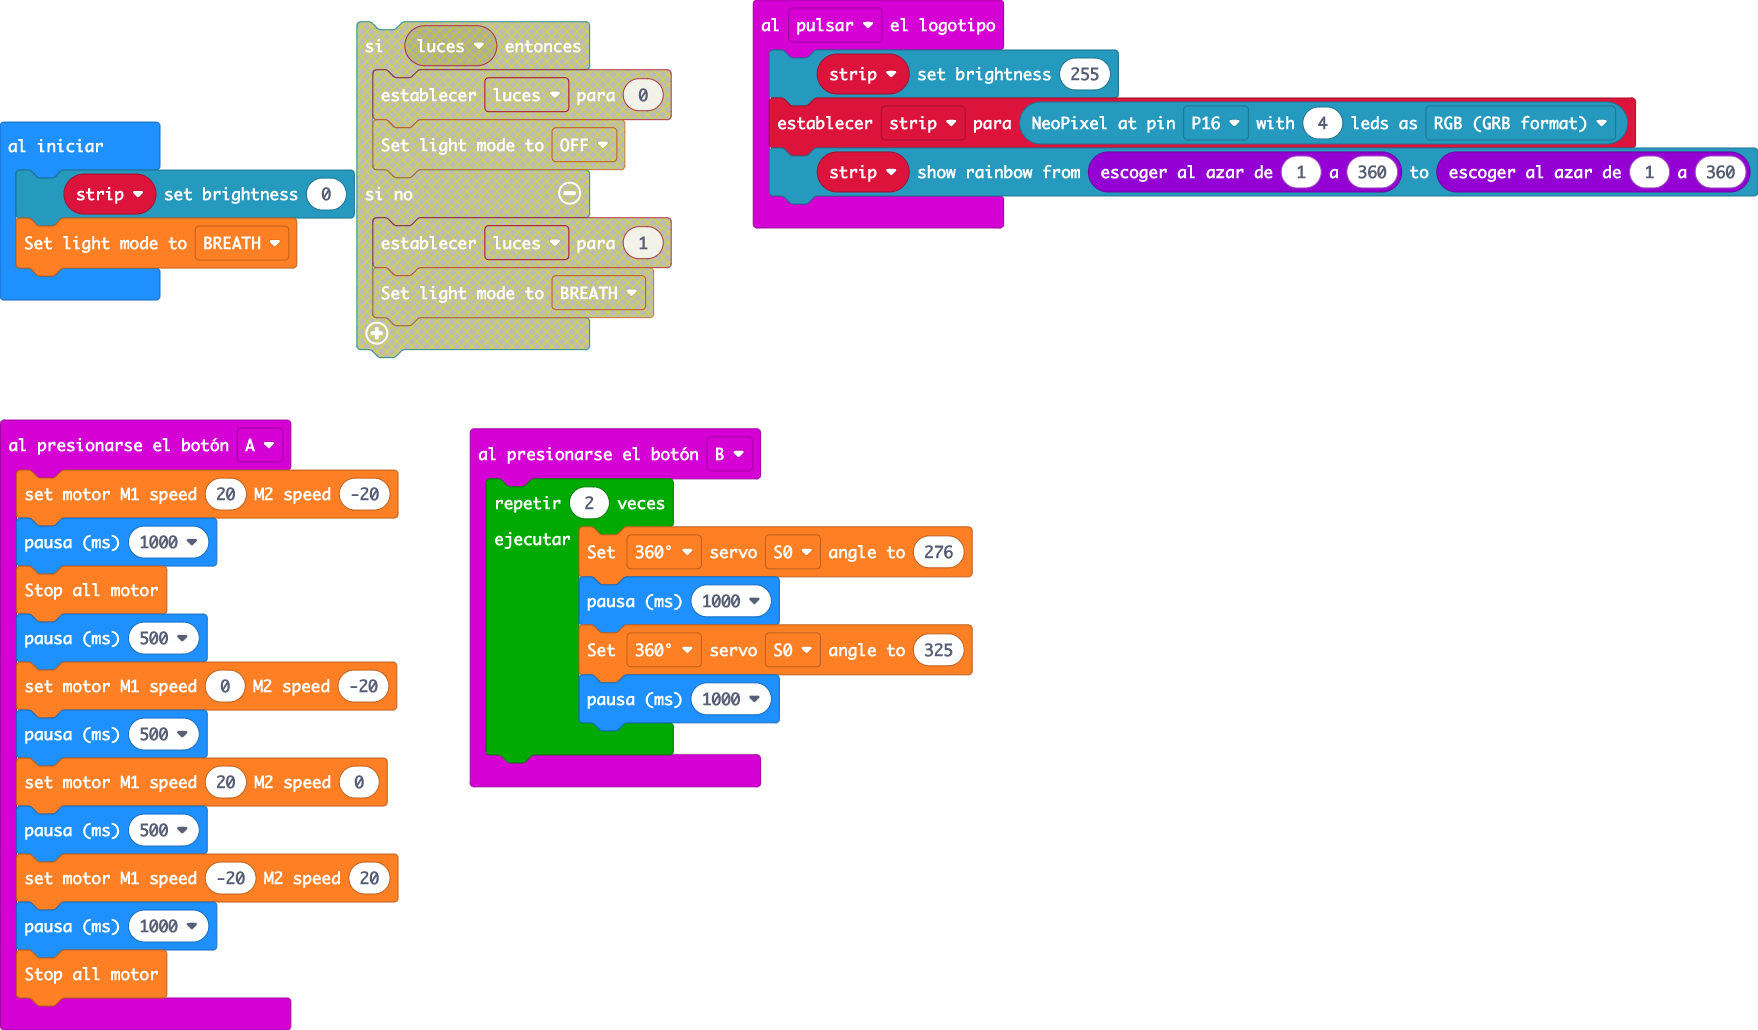 al iniciar
strip set brightness 0
Set light mode to BREATH
si luces entonces
establecer luces para 0
Set light mode to OFF
si no
establecer luces para 1
Set light mode to BREATH
al pulsar el logotipo
strip set brightness 255
establecer strip para NeoPixel at pin P16 with 4 leds as RGB (GRB format)
strip show rainbow from escoger al azar de 1 a 360 to escoger al azar de 1 a 360
al presionarse el botón A
set motor M1 speed 20 M2 speed -20
pausa (ms) 1000
Stop all motor
pausa (ms) 500
set motor M1 speed 0 M2 speed -20
pausa (ms) 500
set motor M1 speed 20 M2 speed 0
pausa (ms) 500
set motor M1 speed -20 M2 speed 20
pausa (ms) 1000
Stop all motor
al presionarse el botón B
repetir 2 veces
ejecutar
Set 360° servo S0 angle to 276
pausa (ms) 1000
Set 360° servo S0 angle to 325
pausa (ms) 1000